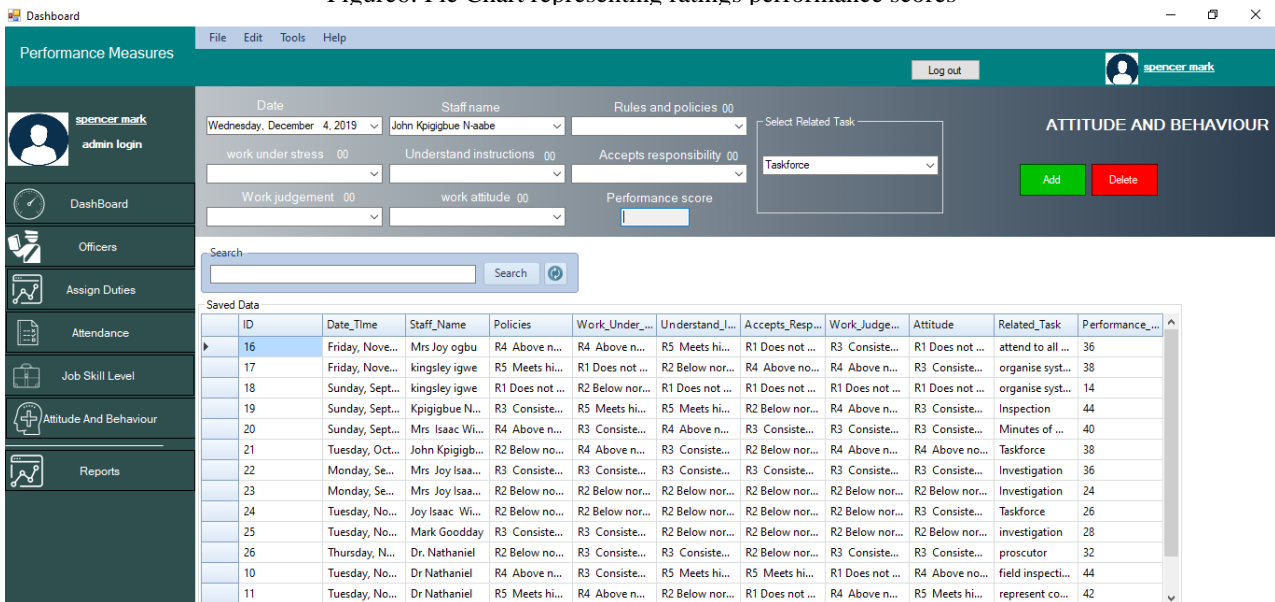 Figure6: Pie Chart representing ratings performance scores
Dashboard
Performance Measures
File Edit Tools Help
Log out
spencer mark
spencer mark
admin login
DashBoard
Officers
Assign Duties
Attendance
Job Skill Level
Attitude And Behaviour
Reports
Date Staff name Rules and policies 00
Wednesday, December 4, 2019 John Kpigigbue N-aabe
work under stress 00 Understand instructions 00 Accepts responsibility 00
Work judgement 00 work attitude 00 Performance score
Select Related Task
Taskforce
ATTITUDE AND BEHAVIOUR
Add Delete
Search
Search
Saved Data
ID Date_TIme Staff_Name Policies Work_Under_... Understand_I... Accepts_Resp... Work_Judge... Attitude Related_Task Performance_...
16 Friday, Nove... Mrs Joy ogbu R4 Above n... R4 Above n... R5 Meets hi... R1 Does not ... R3 Consiste... R1 Does not ... attend to all ... 36
17 Friday, Nove... kingsley igwe R5 Meets hi... R1 Does not ... R2 Below nor... R4 Above no... R4 Above n... R3 Consiste... organise syst... 38
18 Sunday, Sept... kingsley igwe R1 Does not ... R2 Below nor... R1 Does not ... R1 Does not ... R1 Does not ... R1 Does not ... organise syst... 14
19 Sunday, Sept... Kpigigbue N... R3 Consiste... R5 Meets hi... R5 Meets hi... R2 Below nor... R4 Above n... R3 Consiste... Inspection 44
20 Sunday, Sept... Mrs Isaac Wi... R4 Above n... R3 Consiste... R4 Above n... R3 Consiste... R3 Consiste... R3 Consiste... Minutes of ... 40
21 Tuesday, Oct... John Kpigigb... R2 Below no... R4 Above n... R3 Consiste... R2 Below nor... R4 Above n... R4 Above no... Taskforce 38
22 Monday, Se... Mrs Joy Isaa... R3 Consiste... R3 Consiste... R3 Consiste... R3 Consiste... R3 Consiste... R3 Consiste... Investigation 36
23 Monday, Se... Mrs Joy Isaa... R2 Below no... R2 Below nor... R2 Below nor... R2 Below nor... R2 Below nor... R2 Below nor... Investigation 24
24 Tuesday, No... Joy Isaac Wi... R2 Below no... R2 Below nor... R2 Below nor... R2 Below nor... R2 Below nor... R3 Consiste... Taskforce 26
25 Tuesday, No... Mark Goodday R3 Consiste... R3 Consiste... R2 Below nor... R2 Below nor... R2 Below nor... R2 Below nor... investigation 28
26 Thursday, N... Dr. Nathaniel R2 Below no... R3 Consiste... R3 Consiste... R2 Below nor... R3 Consiste... R3 Consiste... proscutor 32
10 Tuesday, No... Dr Nathaniel R4 Above n... R3 Consiste... R5 Meets hi... R5 Meets hi... R1 Does not ... R4 Above no... field inspecti... 44
11 Tuesday, No... Dr Nathaniel R5 Meets hi... R4 Above n... R2 Below nor... R1 Does not ... R4 Above n... R5 Meets hi... represent co... 42